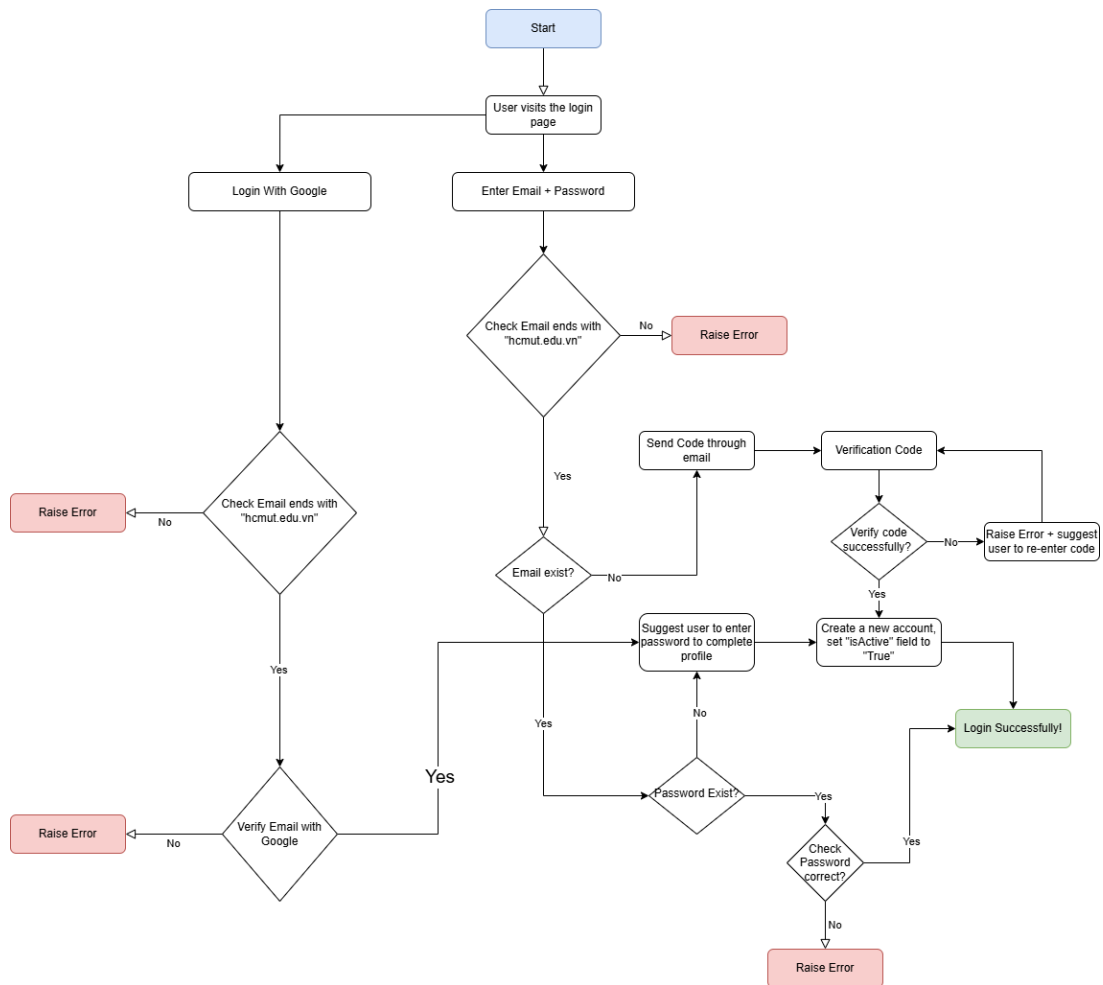 Start
User visits the login
page
Login With Google
Enter Email + Password
Check Email ends with
"hcmut.edu.vn"
No
Raise Error
Send Code through
email
Verification Code
Yes
Check Email ends with
"hcmut.edu.vn"
No
Raise Error
Verify code
successfully?
No
Raise Error + suggest
user to re-enter code
Email exist?
No
Yes
Suggest user to enter
password to complete
profile
Create a new account,
set "isActive" field to
"True"
Yes
No
Yes
Login Successfully!
Yes
Password Exist?
Yes
Verify Email with
Google
No
Raise Error
Check
Password
correct?
Yes
No
Raise Error